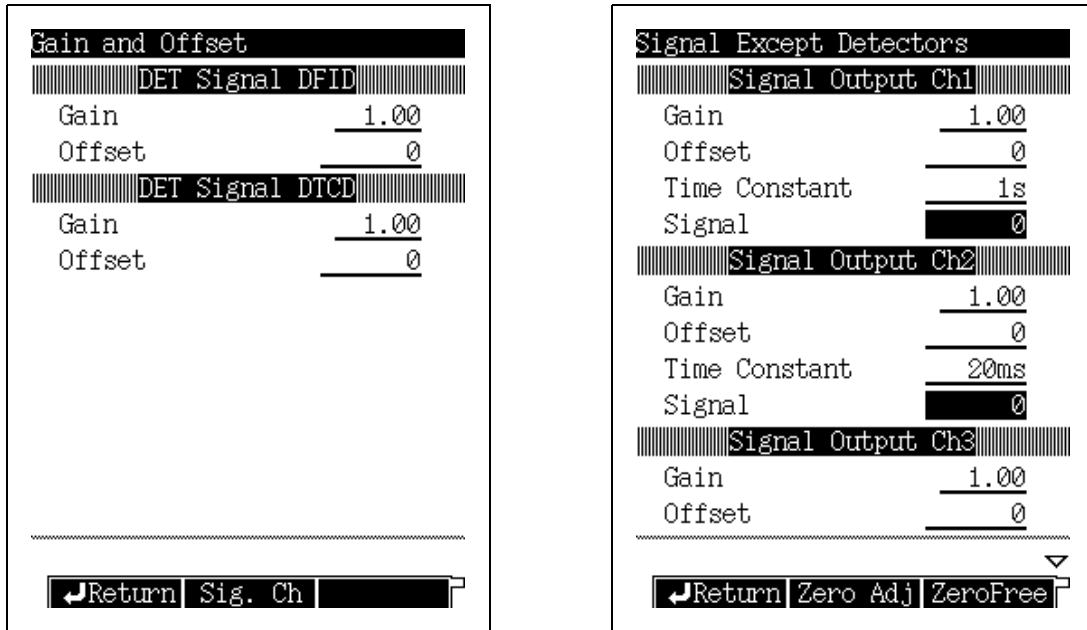 Gain and Offset
DET Signal DFID
Gain 1.00
Offset 0
DET Signal DTCD
Gain 1.00
Offset 0
↵Return Sig. Ch
Signal Except Detectors
Signal Output Ch1
Gain 1.00
Offset 0
Time Constant 1s
Signal 0
Signal Output Ch2
Gain 1.00
Offset 0
Time Constant 20ms
Signal 0
Signal Output Ch3
Gain 1.00
Offset 0
↵Return Zero Adj ZeroFree